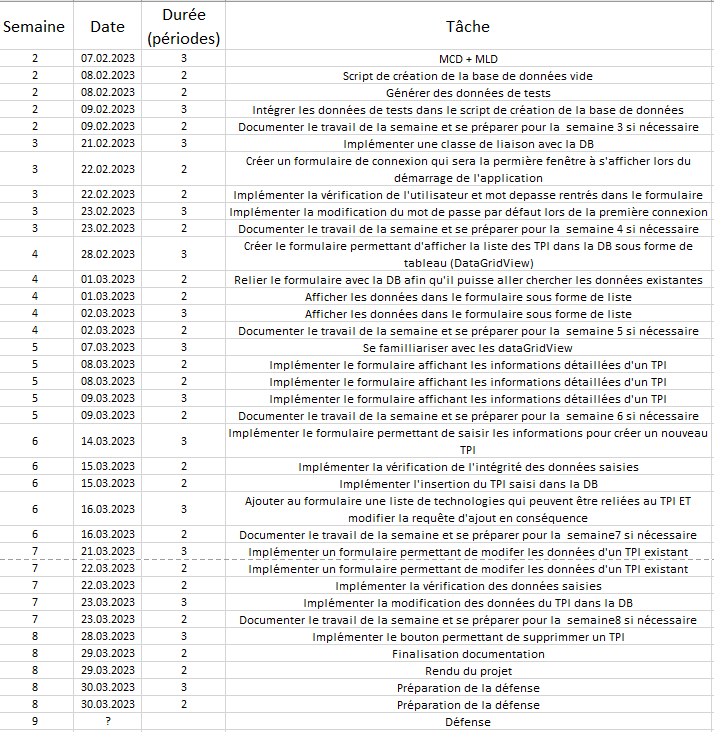 Semaine Date Durée (périodes) Tâche
2 07.02.2023 3 MCD + MLD
2 08.02.2023 2 Script de création de la base de données vide
2 08.02.2023 2 Générer des données de tests
2 09.02.2023 3 Intégrer les données de tests dans le script de création de la base de données
2 09.02.2023 2 Documenter le travail de la semaine et se préparer pour la semaine 3 si nécessaire
3 21.02.2023 3 Implémenter une classe de liaison avec la DB
3 22.02.2023 2 Créer un formulaire de connexion qui sera la permière fenêtre à s'afficher lors du
démarrage de l'application
3 22.02.2023 2 Implémenter la vérification de l'utilisateur et mot depasse rentrés dans le formulaire
3 23.02.2023 3 Implémenter la modification du mot de passe par défaut lors de la première connexion
3 23.02.2023 2 Documenter le travail de la semaine et se préparer pour la semaine 4 si nécessaire
4 28.02.2023 3 Créer le formulaire permettant d'afficher la liste des TPI dans la DB sous forme de
tableau (DataGridView)
4 01.03.2023 2 Relier le formulaire avec la DB afin qu'il puisse aller chercher les données existantes
4 01.03.2023 2 Afficher les données dans le formulaire sous forme de liste
4 02.03.2023 3 Afficher les données dans le formulaire sous forme de liste
4 02.03.2023 2 Documenter le travail de la semaine et se préparer pour la semaine 5 si nécessaire
5 07.03.2023 3 Se familliariser avec les dataGridView
5 08.03.2023 2 Implémenter le formulaire affichant les informations détaillées d'un TPI
5 08.03.2023 2 Implémenter le formulaire affichant les informations détaillées d'un TPI
5 09.03.2023 3 Implémenter le formulaire affichant les informations détaillées d'un TPI
5 09.03.2023 2 Documenter le travail de la semaine et se préparer pour la semaine 6 si nécessaire
6 14.03.2023 3 Implémenter le formulaire permettant de saisir les informations pour créer un nouveau
TPI
6 15.03.2023 2 Implémenter la vérification de l'intégrité des données saisies
6 15.03.2023 2 Implémenter l'insertion du TPI saisi dans la DB
6 16.03.2023 3 Ajouter au formulaire une liste de technologies qui peuvent être reliées au TPI ET
modifier la requête d'ajout en conséquence
6 16.03.2023 2 Documenter le travail de la semaine et se préparer pour la semaine7 si nécessaire
7 21.03.2023 3 Implémenter un formulaire permettant de modifer les données d'un TPI existant
7 22.03.2023 2 Implémenter un formulaire permettant de modifer les données d'un TPI existant
7 22.03.2023 2 Implémenter la vérification des données saisies
7 23.03.2023 3 Implémenter la modification des données du TPI dans la DB
7 23.03.2023 2 Documenter le travail de la semaine et se préparer pour la semaine8 si nécessaire
8 28.03.2023 3 Implémenter le bouton permettant de supprimmer un TPI
8 29.03.2023 2 Finalisation documentation
8 29.03.2023 2 Rendu du projet
8 30.03.2023 3 Préparation de la défense
8 30.03.2023 2 Préparation de la défense
9 ? Défense